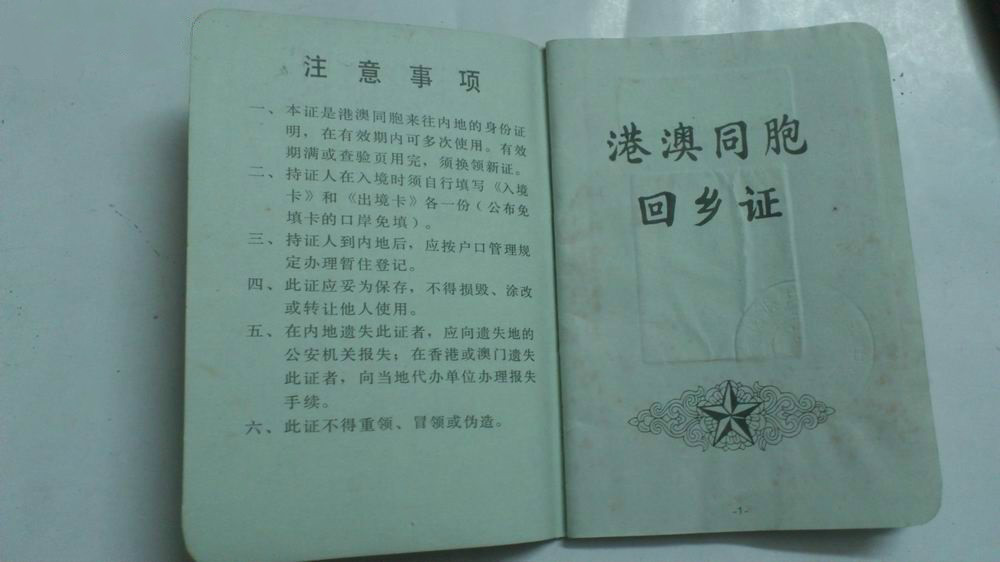 注意事项
一、本证是港澳同胞来往内地的身份证
明，在有效期内可多次使用。有效
期满或查验页用完，须换领新证。
二、持证人在入境时须自行填写《入境
卡》和《出境卡》各一份（公布免
填卡的口岸免填）。
三、持证人到内地后，应按户口管理规
定办理暂住登记。
四、此证应妥为保存，不得损毁、涂改
或转让他人使用。
五、在内地遗失此证者，应向遗失地的
公安机关报失；在香港或澳门遗失
此证者，向当地代办单位办理报失
手续。
六、此证不得重领、冒领或伪造。
港澳同胞
回乡证
-1-